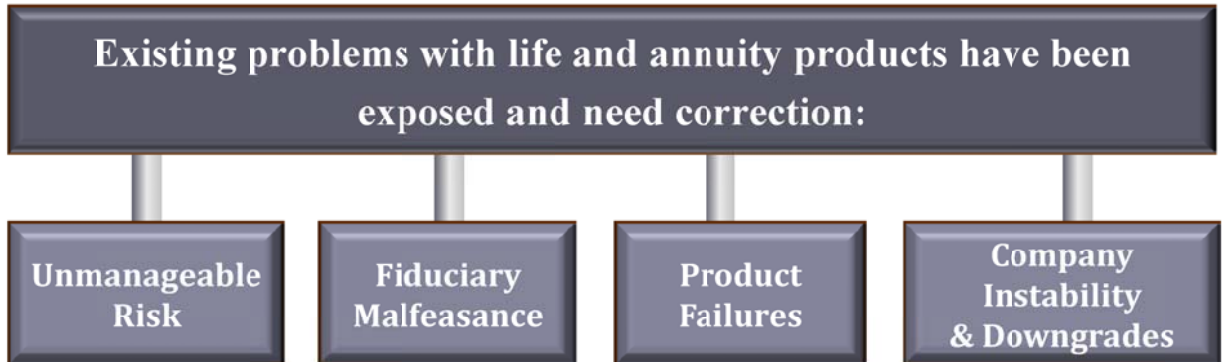 Existing problems with life and annuity products have been
exposed and need correction:
Unmanageable
Risk
Fiduciary
Malfeasance
Product
Failures
Company
Instability
& Downgrades